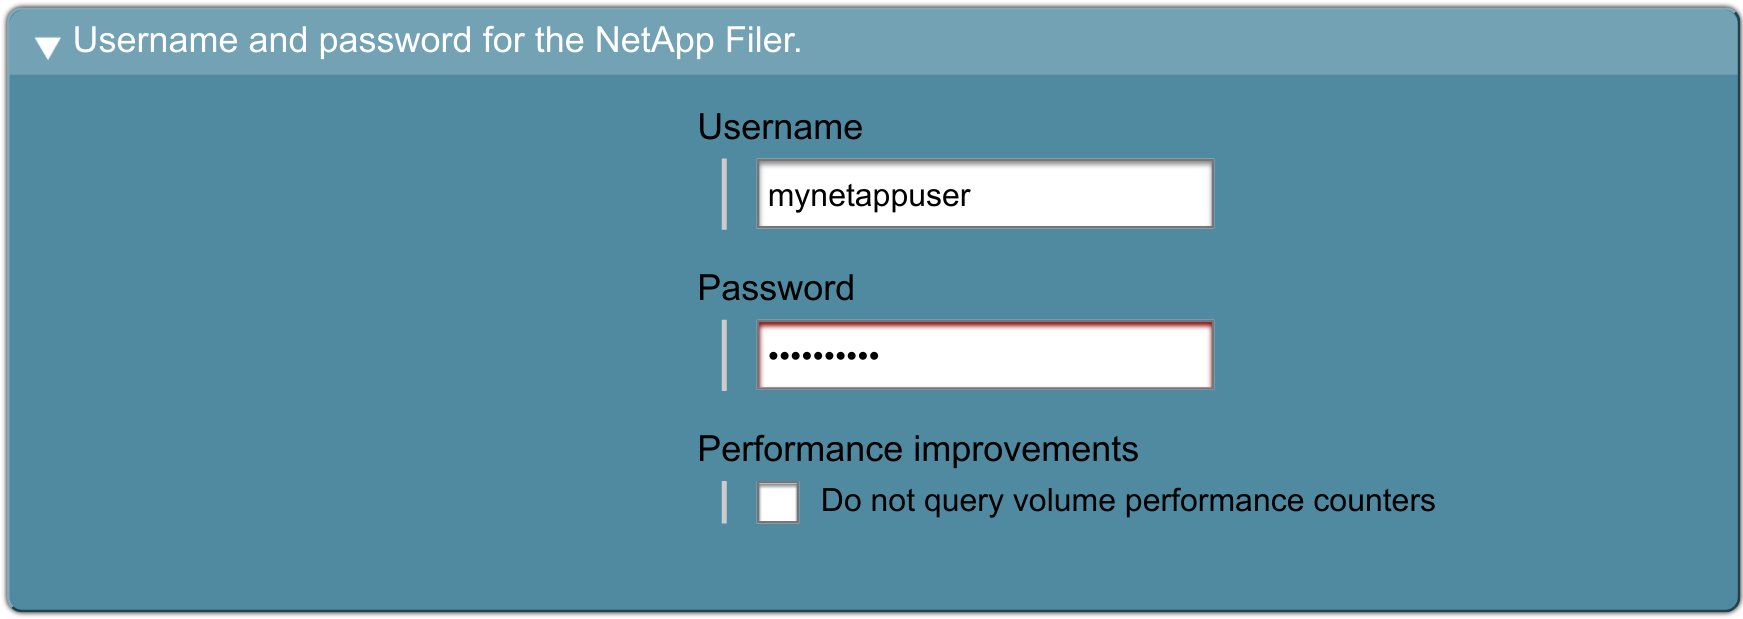 Username and password for the NetApp Filer.
Username
mynetappuser
Password
••••••••••
Performance improvements
Do not query volume performance counters